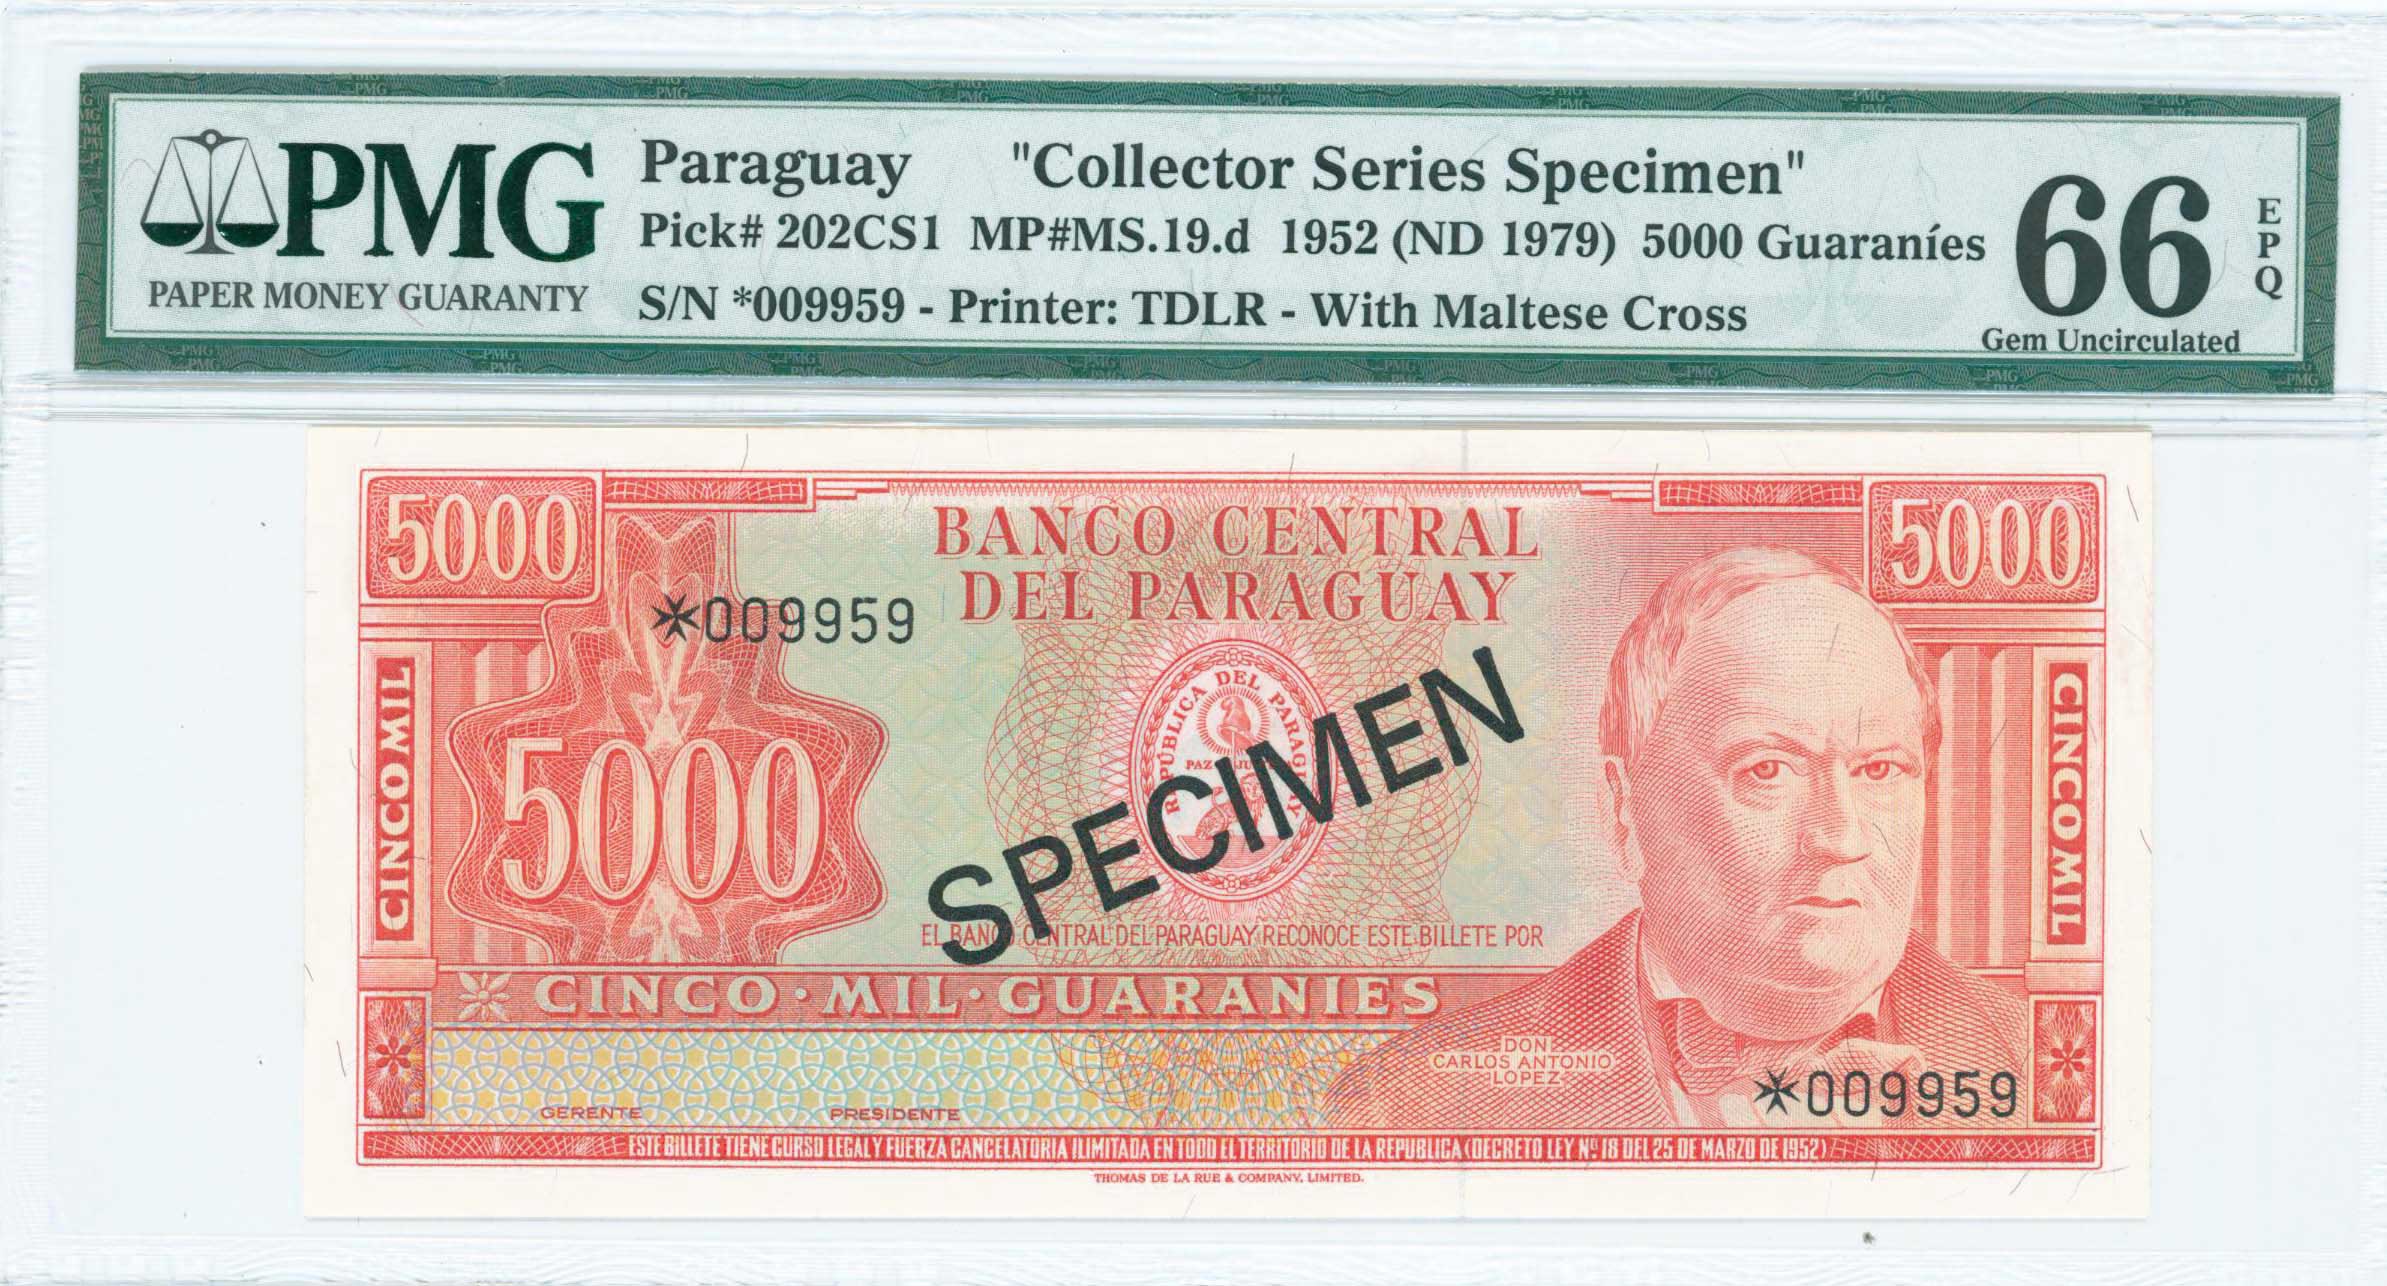 PMG
PAPER MONEY GUARANTY
Paraguay "Collector Series Specimen"
Pick# 202CS1 MP#MS.19.d 1952 (ND 1979) 5000 Guaraníes
S/N *009959 - Printer: TDLR - With Maltese Cross
66
EPQ
Gem Uncirculated
5000
5000
BANCO CENTRAL
DEL PARAGUAY
✠009959
CINCO MIL
5000
REPÚBLICA DEL PARAGUAY
PAZ
SPECIMEN
CINCO MIL
EL BANCO CENTRAL DEL PARAGUAY RECONOCE ESTE BILLETE POR
CINCO·MIL·GUARANIES
DON
CARLOS ANTONIO
LOPEZ
✠009959
GERENTE PRESIDENTE
ESTE BILLETE TIENE CURSO LEGAL Y FUERZA CANCELATORIA ILIMITADA EN TODO EL TERRITORIO DE LA REPUBLICA (DECRETO LEY Nº 18 DEL 25 DE MARZO DE 1952)
THOMAS DE LA RUE & COMPANY, LIMITED.